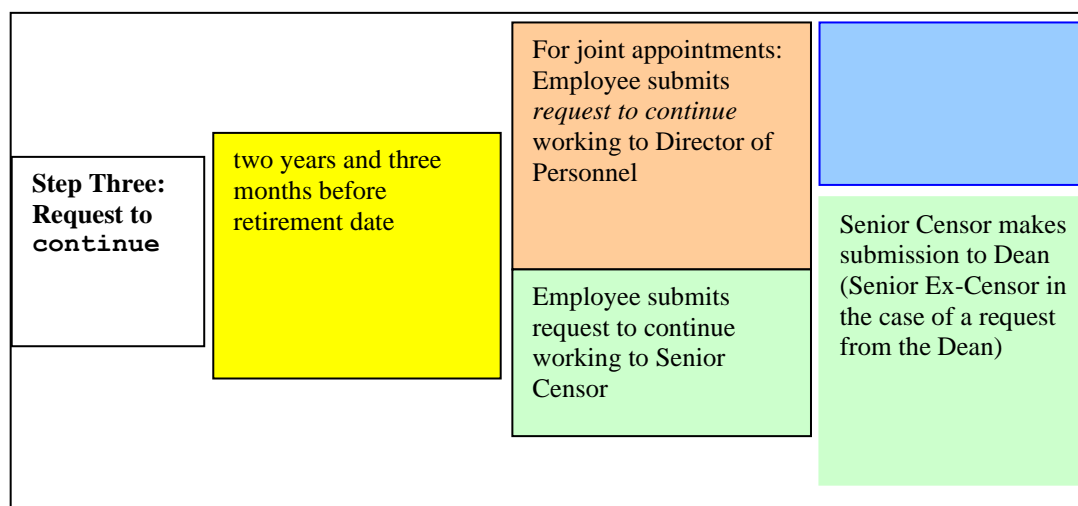 Step Three:
Request to
continue
two years and three
months before
retirement date
For joint appointments:
Employee submits
request to continue
working to Director of
Personnel
Employee submits
request to continue
working to Senior
Censor
Senior Censor makes
submission to Dean
(Senior Ex-Censor in
the case of a request
from the Dean)